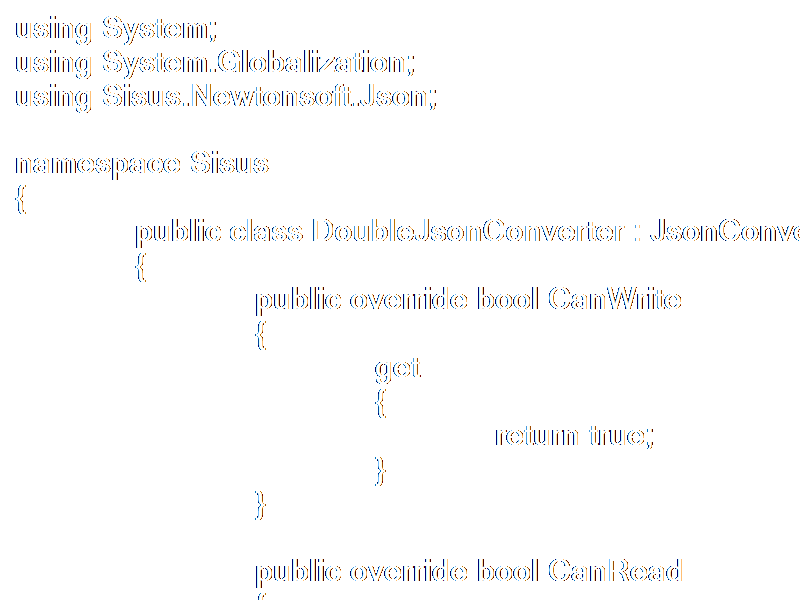 using System;
using System.Globalization;
using Sisus.Newtonsoft.Json;
namespace Sisus
{
public class DoubleJsonConverter : JsonConve
{
public override bool CanWrite
{
get
{
return true;
}
}
public override bool CanRead
{